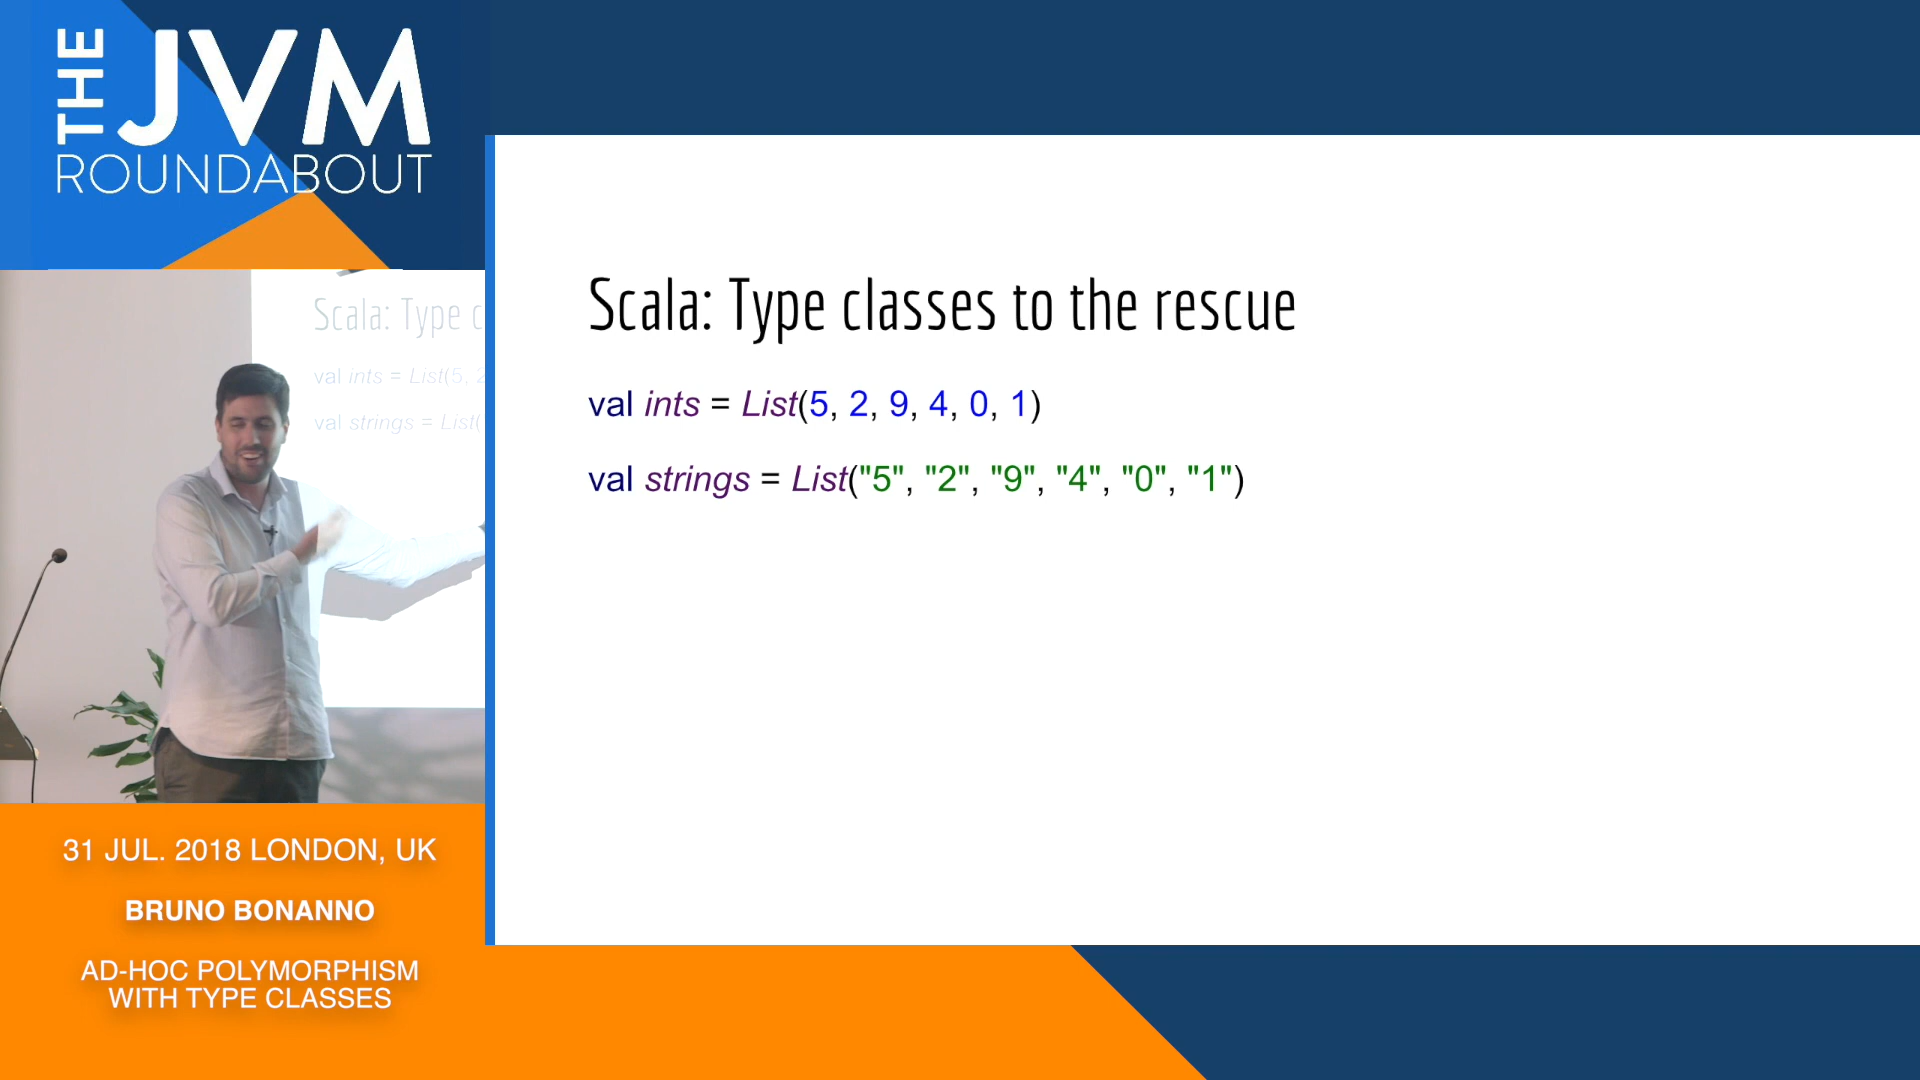 THE JVM
ROUNDABOUT
Scala: Type c
val ints = List(5, 2
val strings = List(
31 JUL. 2018 LONDON, UK
BRUNO BONANNO
AD-HOC POLYMORPHISM
WITH TYPE CLASSES
Scala: Type classes to the rescue
val ints = List(5, 2, 9, 4, 0, 1)
val strings = List("5", "2", "9", "4", "0", "1")